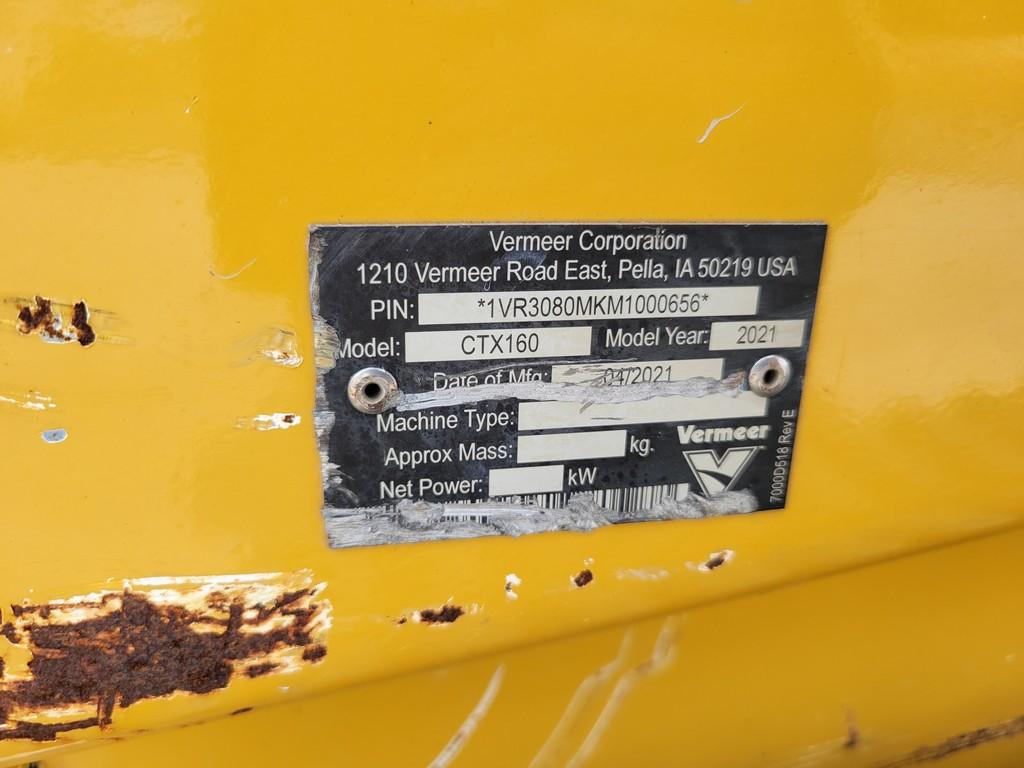 Vermeer Corporation
1210 Vermeer Road East, Pella, IA 50219 USA
PIN: *1VR3080MKM1000656*
Model: CTX160 Model Year: 2021
Date of Mfg: 04/2021
Machine Type:
Approx Mass: kg.
Net Power: kW
Vermeer
7000D618 Rev E